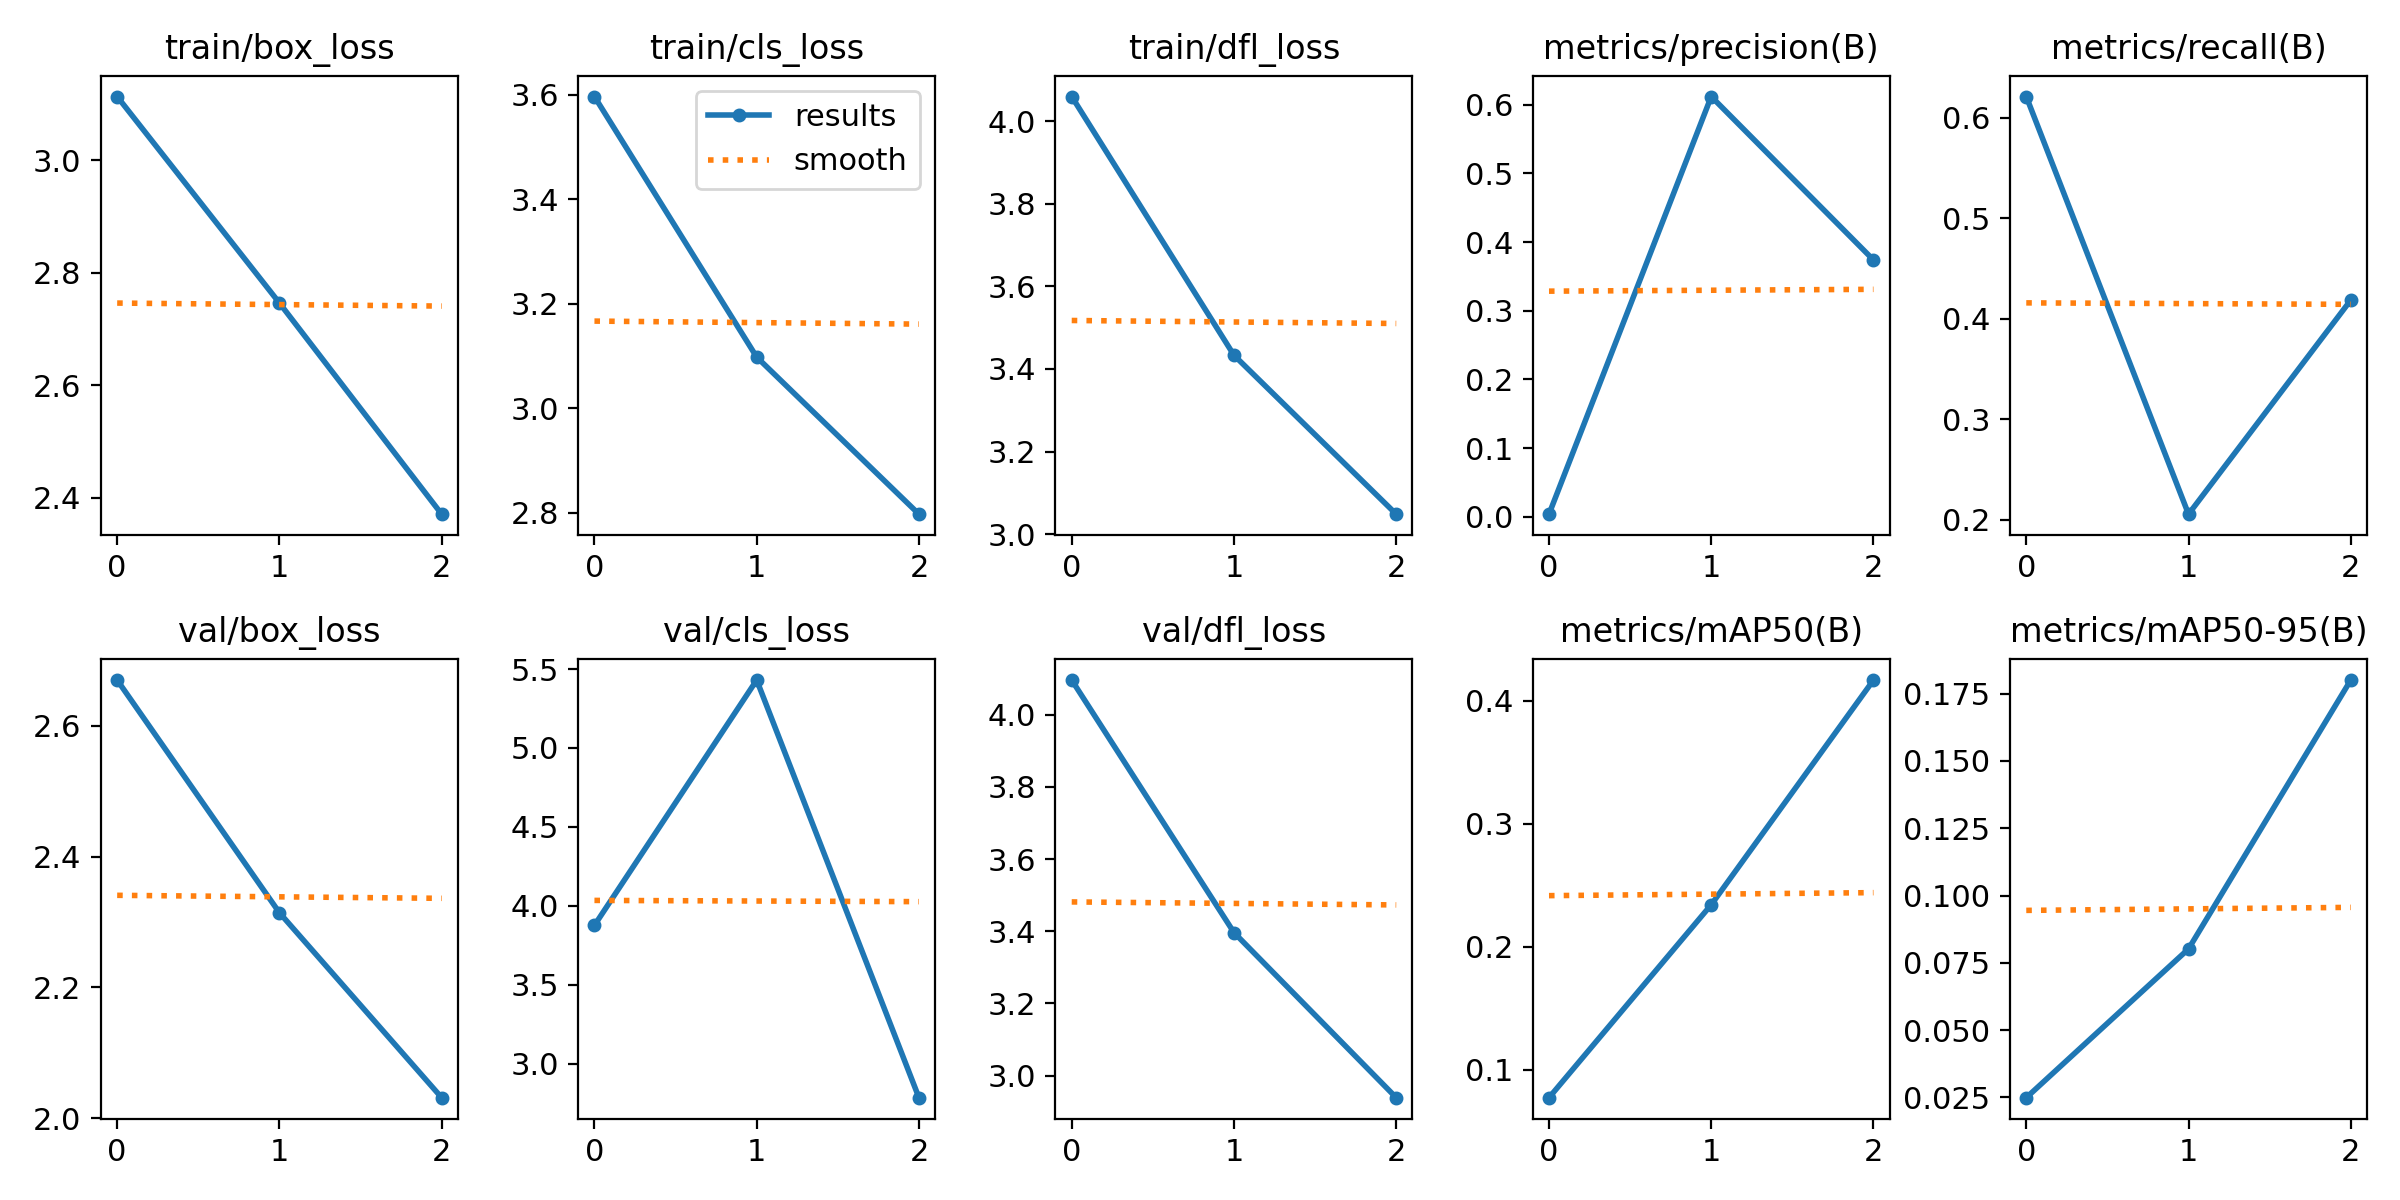 train/box_loss
3.0
2.8
2.6
2.4
0 1 2
train/cls_loss
results
smooth
3.6
3.4
3.2
3.0
2.8
0 1 2
train/dfl_loss
4.0
3.8
3.6
3.4
3.2
3.0
0 1 2
metrics/precision(B)
0.6
0.5
0.4
0.3
0.2
0.1
0.0
0 1 2
metrics/recall(B)
0.6
0.5
0.4
0.3
0.2
0 1 2
val/box_loss
2.6
2.4
2.2
2.0
0 1 2
val/cls_loss
5.5
5.0
4.5
4.0
3.5
3.0
0 1 2
val/dfl_loss
4.0
3.8
3.6
3.4
3.2
3.0
0 1 2
metrics/mAP50(B)
0.4
0.3
0.2
0.1
0 1 2
metrics/mAP50-95(B)
0.175
0.150
0.125
0.100
0.075
0.050
0.025
0 1 2